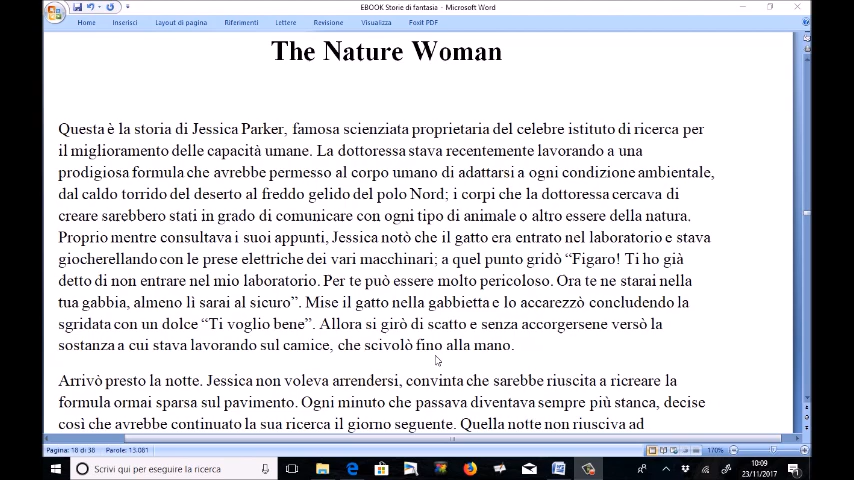 EBOOK Storie di fantasia - Microsoft Word
Home Inserisci Layout di pagina Riferimenti Lettere Revisione Visualizza Foxit PDF
The Nature Woman
Questa è la storia di Jessica Parker, famosa scienziata proprietaria del celebre istituto di ricerca per
il miglioramento delle capacità umane. La dottoressa stava recentemente lavorando a una
prodigiosa formula che avrebbe permesso al corpo umano di adattarsi a ogni condizione ambientale,
dal caldo torrido del deserto al freddo gelido del polo Nord; i corpi che la dottoressa cercava di
creare sarebbero stati in grado di comunicare con ogni tipo di animale o altro essere della natura.
Proprio mentre consultava i suoi appunti, Jessica notò che il gatto era entrato nel laboratorio e stava
giocherellando con le prese elettriche dei vari macchinari; a quel punto gridò “Figaro! Ti ho già
detto di non entrare nel mio laboratorio. Per te può essere molto pericoloso. Ora te ne starai nella
tua gabbia, almeno lì sarai al sicuro”. Mise il gatto nella gabbietta e lo accarezzò concludendo la
sgridata con un dolce “Ti voglio bene”. Allora si girò di scatto e senza accorgersene versò la
sostanza a cui stava lavorando sul camice, che scivolò fino alla mano.
Arrivò presto la notte. Jessica non voleva arrendersi, convinta che sarebbe riuscita a ricreare la
formula ormai sparsa sul pavimento. Ogni minuto che passava diventava sempre più stanca, decise
così che avrebbe continuato la sua ricerca il giorno seguente. Quella notte non riusciva ad
Pagina: 18 di 38 Parole: 13.081 170%
Scrivi qui per eseguire la ricerca
10:09
23/11/2017